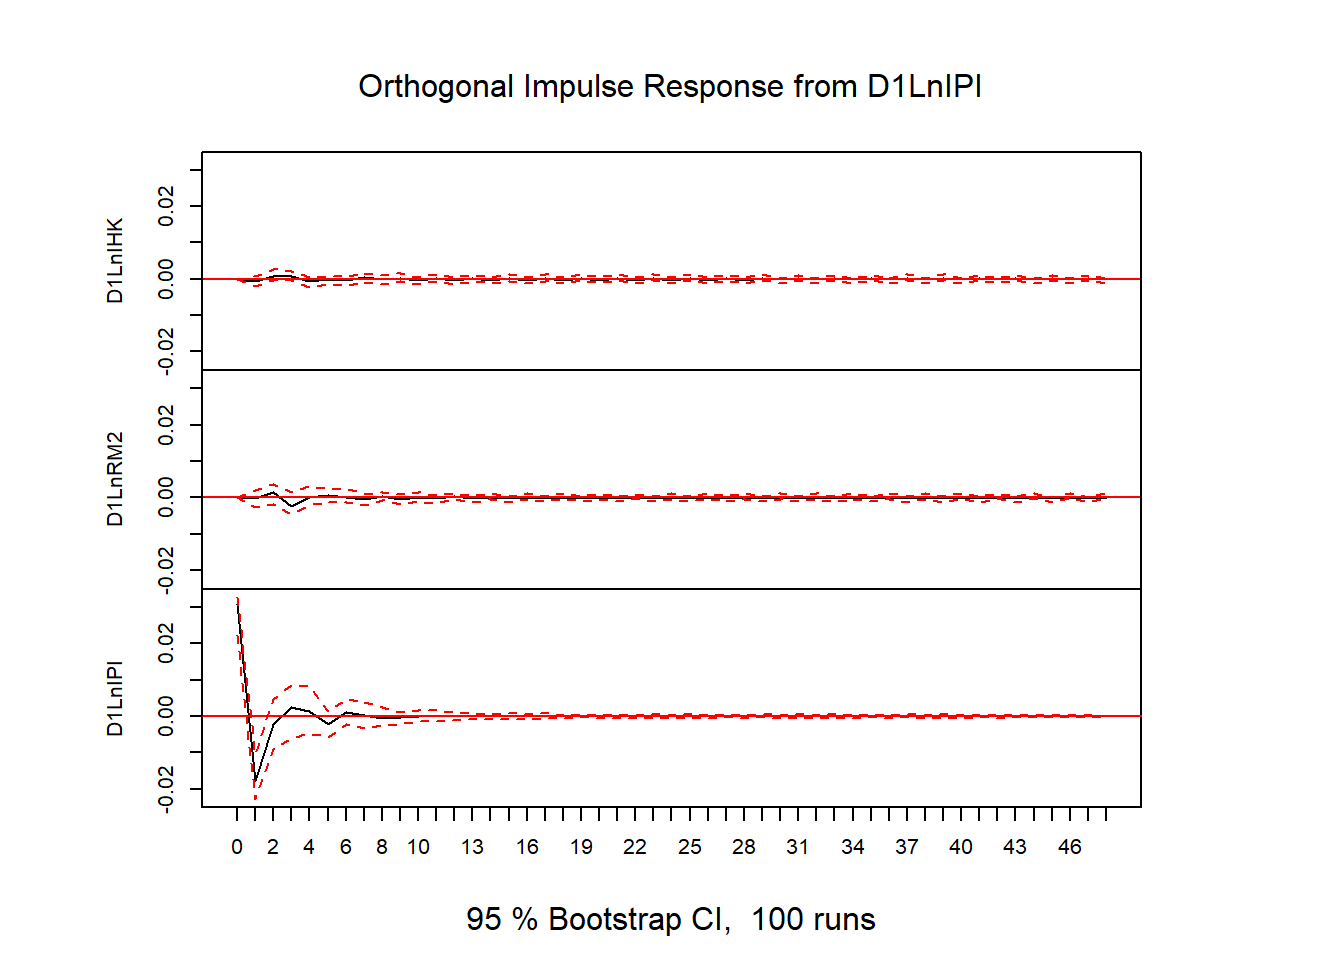 Orthogonal Impulse Response from D1LnIPI
D1LnIHK
0.02
0.00
-0.02
D1LnRM2
0.02
0.00
-0.02
D1LnIPI
0.02
0.00
-0.02
0 2 4 6 8 10 13 16 19 22 25 28 31 34 37 40 43 46
95 % Bootstrap CI, 100 runs